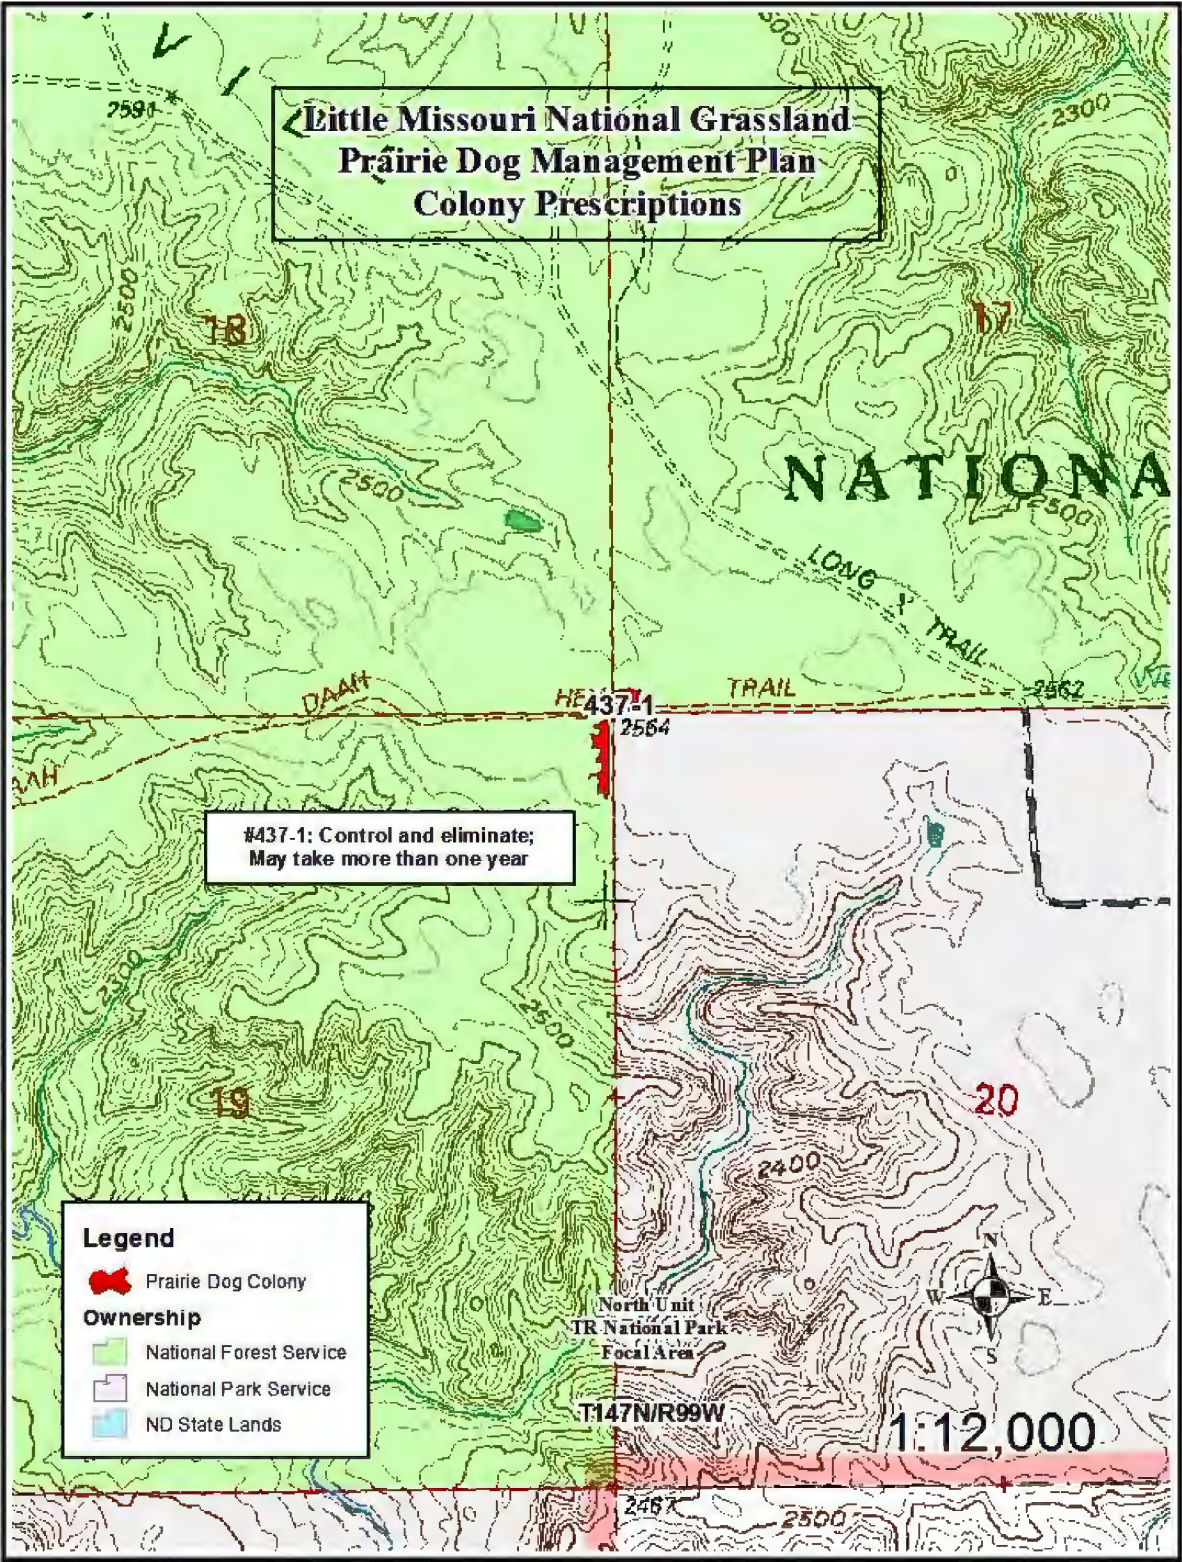 V
I
2591
2300
Little Missouri National Grassland
Prairie Dog Management Plan
Colony Prescriptions
2500
18
17
2500
NATIONA
2500
LONG
TRAIL
DAAH
TRAIL
2562
437-1
2564
AAH
#437-1: Control and eliminate;
May take more than one year
2500
19
20
2400
Legend
Prairie Dog Colony
Ownership
National Forest Service
National Park Service
ND State Lands
N
W E
S
North Unit
TR National Park
Focal Area
T147N/R99W
1:12,000
2467
2500